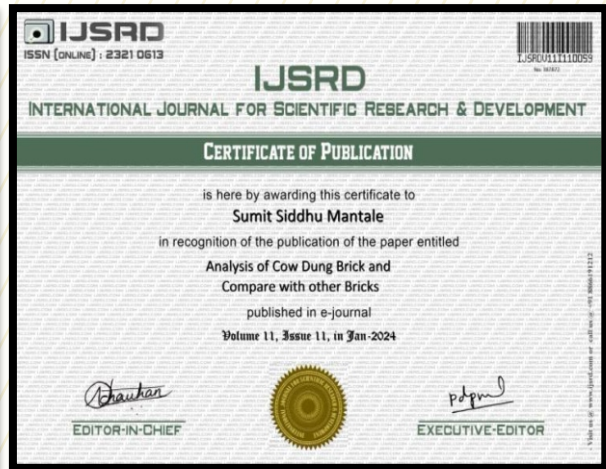 IJSRD
ISSN (ONLINE) : 2321 0613
IJSRDV11I110059
IJSRD
INTERNATIONAL JOURNAL FOR SCIENTIFIC RESEARCH & DEVELOPMENT
CERTIFICATE OF PUBLICATION
is here by awarding this certificate to
Sumit Siddhu Mantale
in recognition of the publication of the paper entitled
Analysis of Cow Dung Brick and
Compare with other Bricks
published in e-journal
Volume 11, Issue 11, in Jan-2024
EDITOR-IN-CHIEF
EXECUTIVE-EDITOR